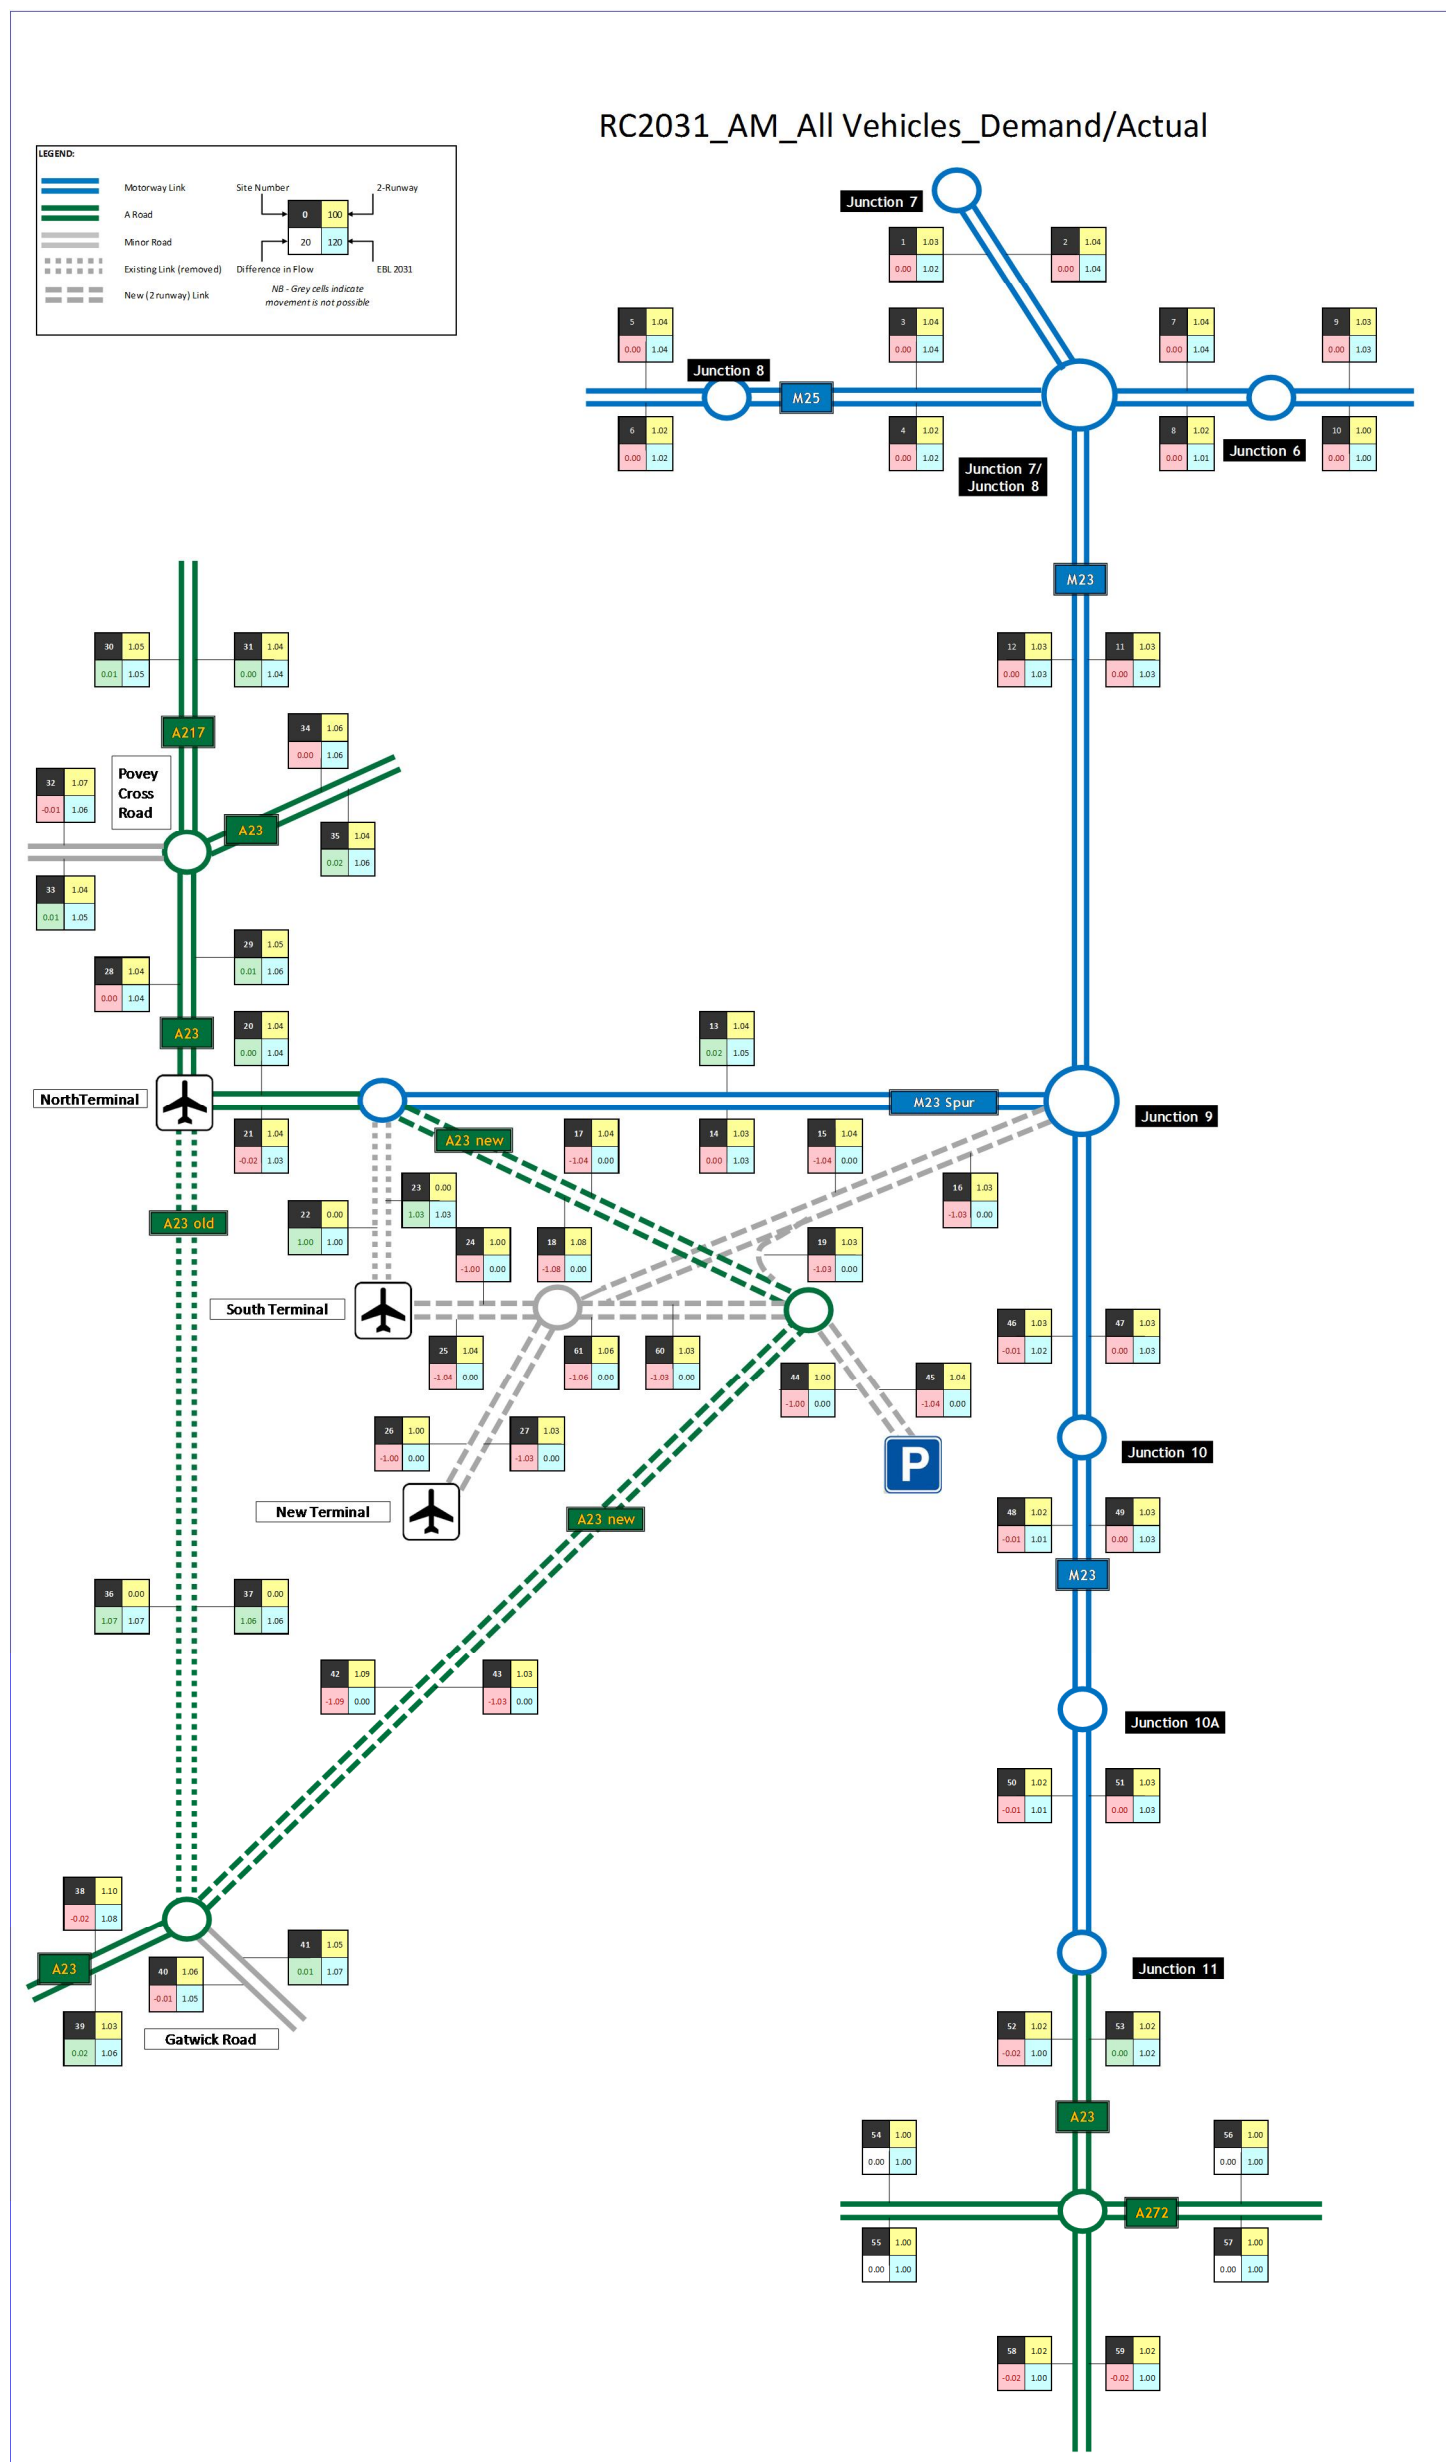 RC2031_AM_All Vehicles_Demand/Actual
LEGEND:
Motorway Link
A Road
Minor Road
Existing Link (removed)
New (2 runway) Link
Site Number
2-Runway
0 100
20 120
Difference in Flow
EBL 2031
NB - Grey cells indicate
movement is not possible
Junction 7
1 1.03
0.00 1.02
2 1.04
0.00 1.04
5 1.04
0.00 1.04
3 1.04
0.00 1.04
7 1.04
0.00 1.04
9 1.03
0.00 1.03
Junction 8
M25
6 1.02
0.00 1.02
4 1.02
0.00 1.02
8 1.02
0.00 1.01
10 1.00
0.00 1.00
Junction 6
Junction 7/
Junction 8
M23
12 1.03
0.00 1.03
11 1.03
0.00 1.03
30 1.05
0.01 1.05
31 1.04
0.00 1.04
A217
34 1.06
0.00 1.06
Povey
Cross
Road
32 1.07
-0.01 1.06
A23
35 1.04
0.02 1.06
33 1.04
0.01 1.05
29 1.05
0.01 1.06
28 1.04
0.00 1.04
A23
20 1.04
0.00 1.04
13 1.04
0.02 1.05
NorthTerminal
M23 Spur
Junction 9
21 1.04
-0.02 1.03
A23 new
17 1.04
-1.04 0.00
14 1.03
0.00 1.03
15 1.04
-1.04 0.00
16 1.03
-1.03 0.00
23 0.00
1.03 1.03
22 0.00
1.00 1.00
A23 old
24 1.00
-1.00 0.00
18 1.08
-1.08 0.00
19 1.03
-1.03 0.00
South Terminal
25 1.04
-1.04 0.00
61 1.06
-1.06 0.00
60 1.03
-1.03 0.00
44 1.00
-1.00 0.00
45 1.04
-1.04 0.00
46 1.03
-0.01 1.02
47 1.03
0.00 1.03
26 1.00
-1.00 0.00
27 1.03
-1.03 0.00
P
Junction 10
New Terminal
A23 new
48 1.02
-0.01 1.01
49 1.03
0.00 1.03
M23
36 0.00
1.07 1.07
37 0.00
1.06 1.06
42 1.09
-1.09 0.00
43 1.03
-1.03 0.00
Junction 10A
50 1.02
-0.01 1.01
51 1.03
0.00 1.03
38 1.10
-0.02 1.08
A23
41 1.05
0.01 1.07
40 1.06
-0.01 1.05
39 1.03
0.02 1.06
Gatwick Road
Junction 11
52 1.02
-0.02 1.00
53 1.02
0.00 1.02
A23
54 1.00
0.00 1.00
56 1.00
0.00 1.00
A272
55 1.00
0.00 1.00
57 1.00
0.00 1.00
58 1.02
-0.02 1.00
59 1.02
-0.02 1.00